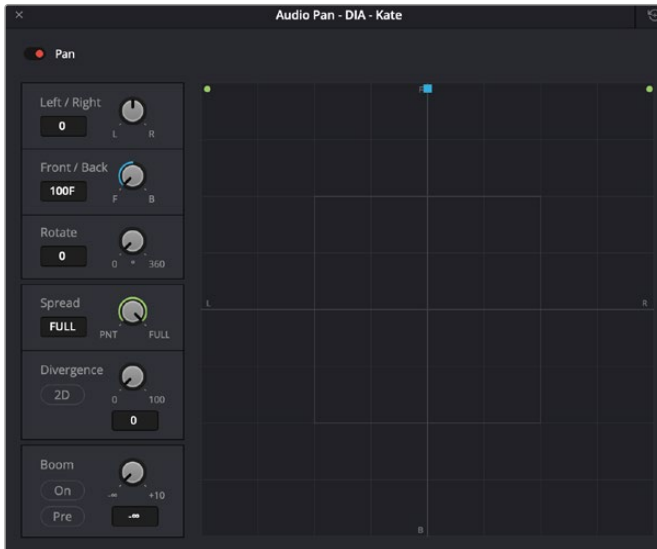 Audio Pan - DIA - Kate
Pan
Left / Right
0
L R
Front / Back
100F
F B
Rotate
0
0 ° 360
Spread
FULL
PNT FULL
Divergence
2D
0 100
0
Boom
On
-∞ +10
Pre
-∞
F
L
R
B